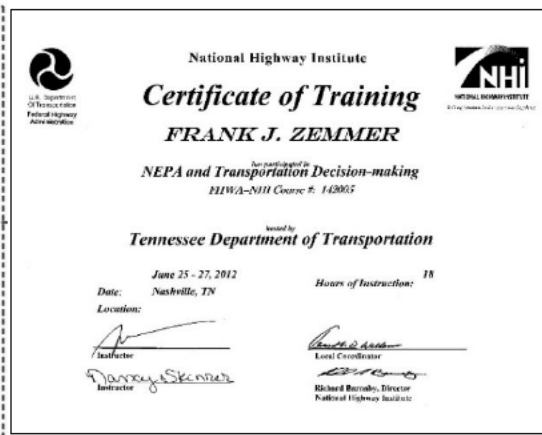 National Highway Institute
U.S. Department
Of Transportation
Federal Highway
Administration
NHi
NATIONAL HIGHWAY INSTITUTE
Certificate of Training
FRANK J. ZEMMER
has participated in
NEPA and Transportation Decision-making
FHWA-NHI Course #: 142005
hosted by
Tennessee Department of Transportation
June 25 - 27, 2012
Date: Nashville, TN
Hours of Instruction: 18
Location:
Instructor
Local Coordinator
Nancy Skinner
Instructor
Richard Barnaby, Director
National Highway Institute